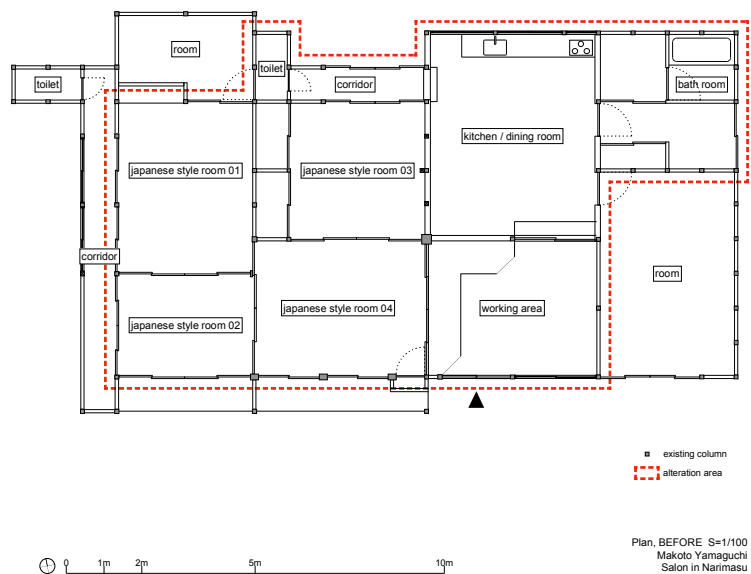 room
toilet
toilet
corridor
bath room
kitchen / dining room
japanese style room 01
japanese style room 03
corridor
room
japanese style room 02
japanese style room 04
working area
existing column
alteration area
Plan, BEFORE S=1/100
Makoto Yamaguchi
Salon in Narimasu
0 1m 2m 5m 10m